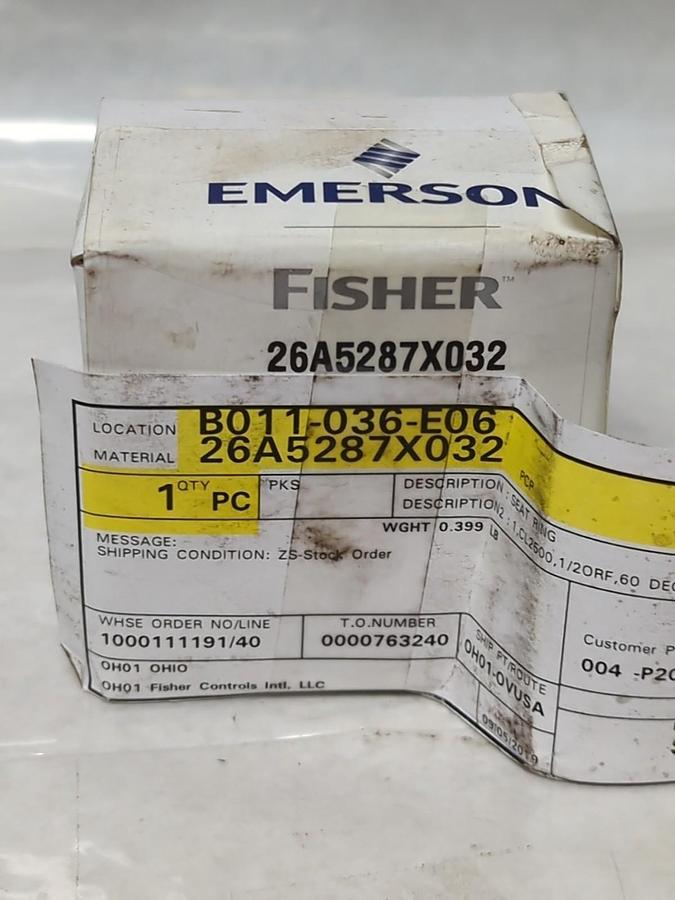 EMERSON
FISHER™
26A5287X032
LOCATION B011-036-E06
MATERIAL 26A5287X032
PCP
1 QTY PC
PKS
DESCRIPTION : SEAT RING
DESCRIPTION2 : 1,CL2500,1/2ORF,60 DEG
WGHT 0.399 LB
MESSAGE:
SHIPPING CONDITION: ZS-Stock Order
WHSE ORDER NO/LINE
1000111191/40
T.O.NUMBER
0000763240
SHIP PT/ROUTE
OH01-OVUSA
Customer P
004 -P20
OH01 OHIO
OH01 Fisher Controls Intl, LLC
09/05/2019